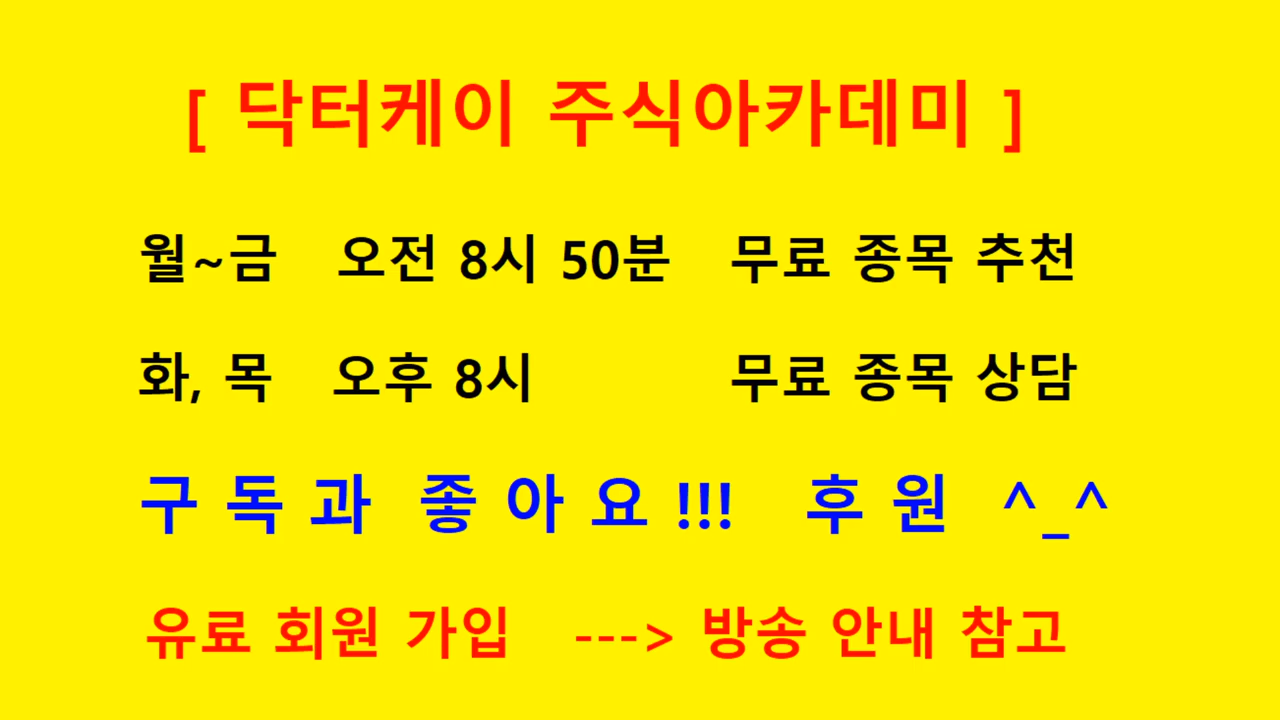 [ 닥터케이 주식아카데미 ]
월~금 오전 8시 50분 무료 종목 추천
화, 목 오후 8시 무료 종목 상담
구 독 과 좋 아 요 !!! 후 원 ^_^
유료 회원 가입 ---> 방송 안내 참고